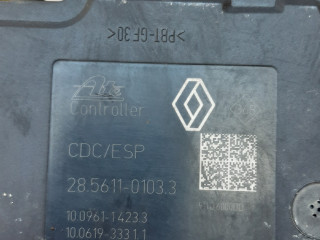 >PBT-GF30<
Ate
Controller
CDC/ESP
28.5611-0103.3
10.0961-1423.3
10.0619-3331.1